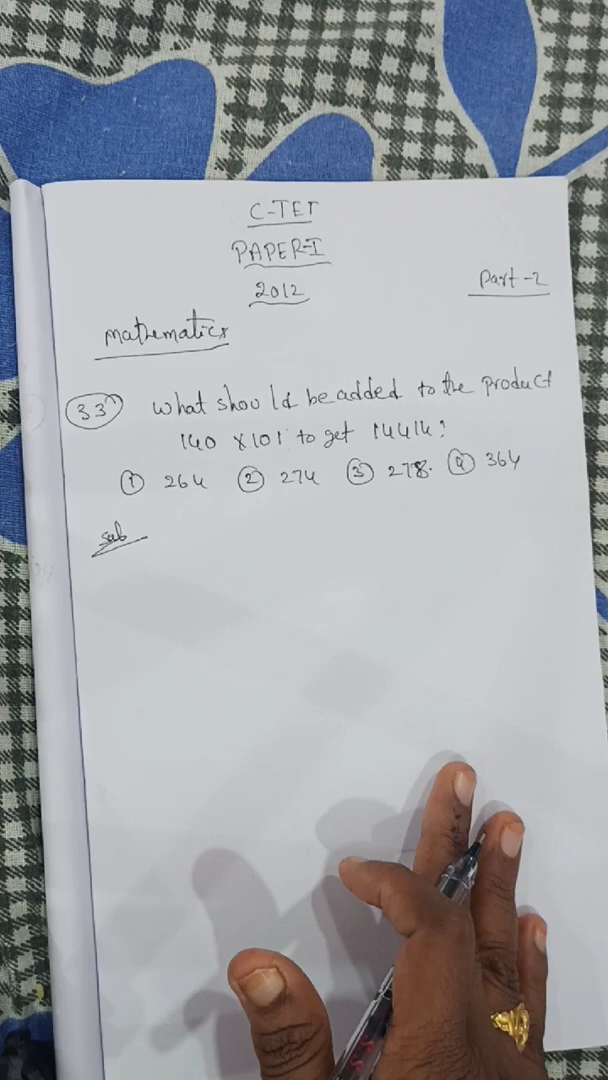 C-TET
PAPER-I
2012
Part-2
mathematics
33 What should be added to the product
140 x 101 to get 14414?
① 264 ② 274 ③ 278. ④ 364
Sol